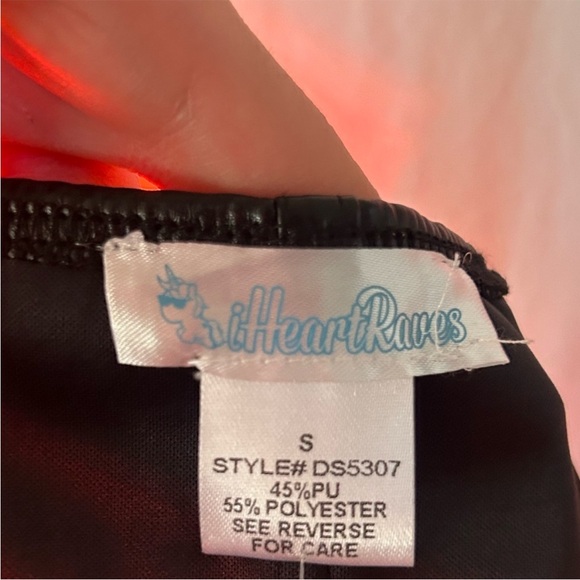 iHeartRaves
S
STYLE# DS5307
45%PU
55% POLYESTER
SEE REVERSE
FOR CARE